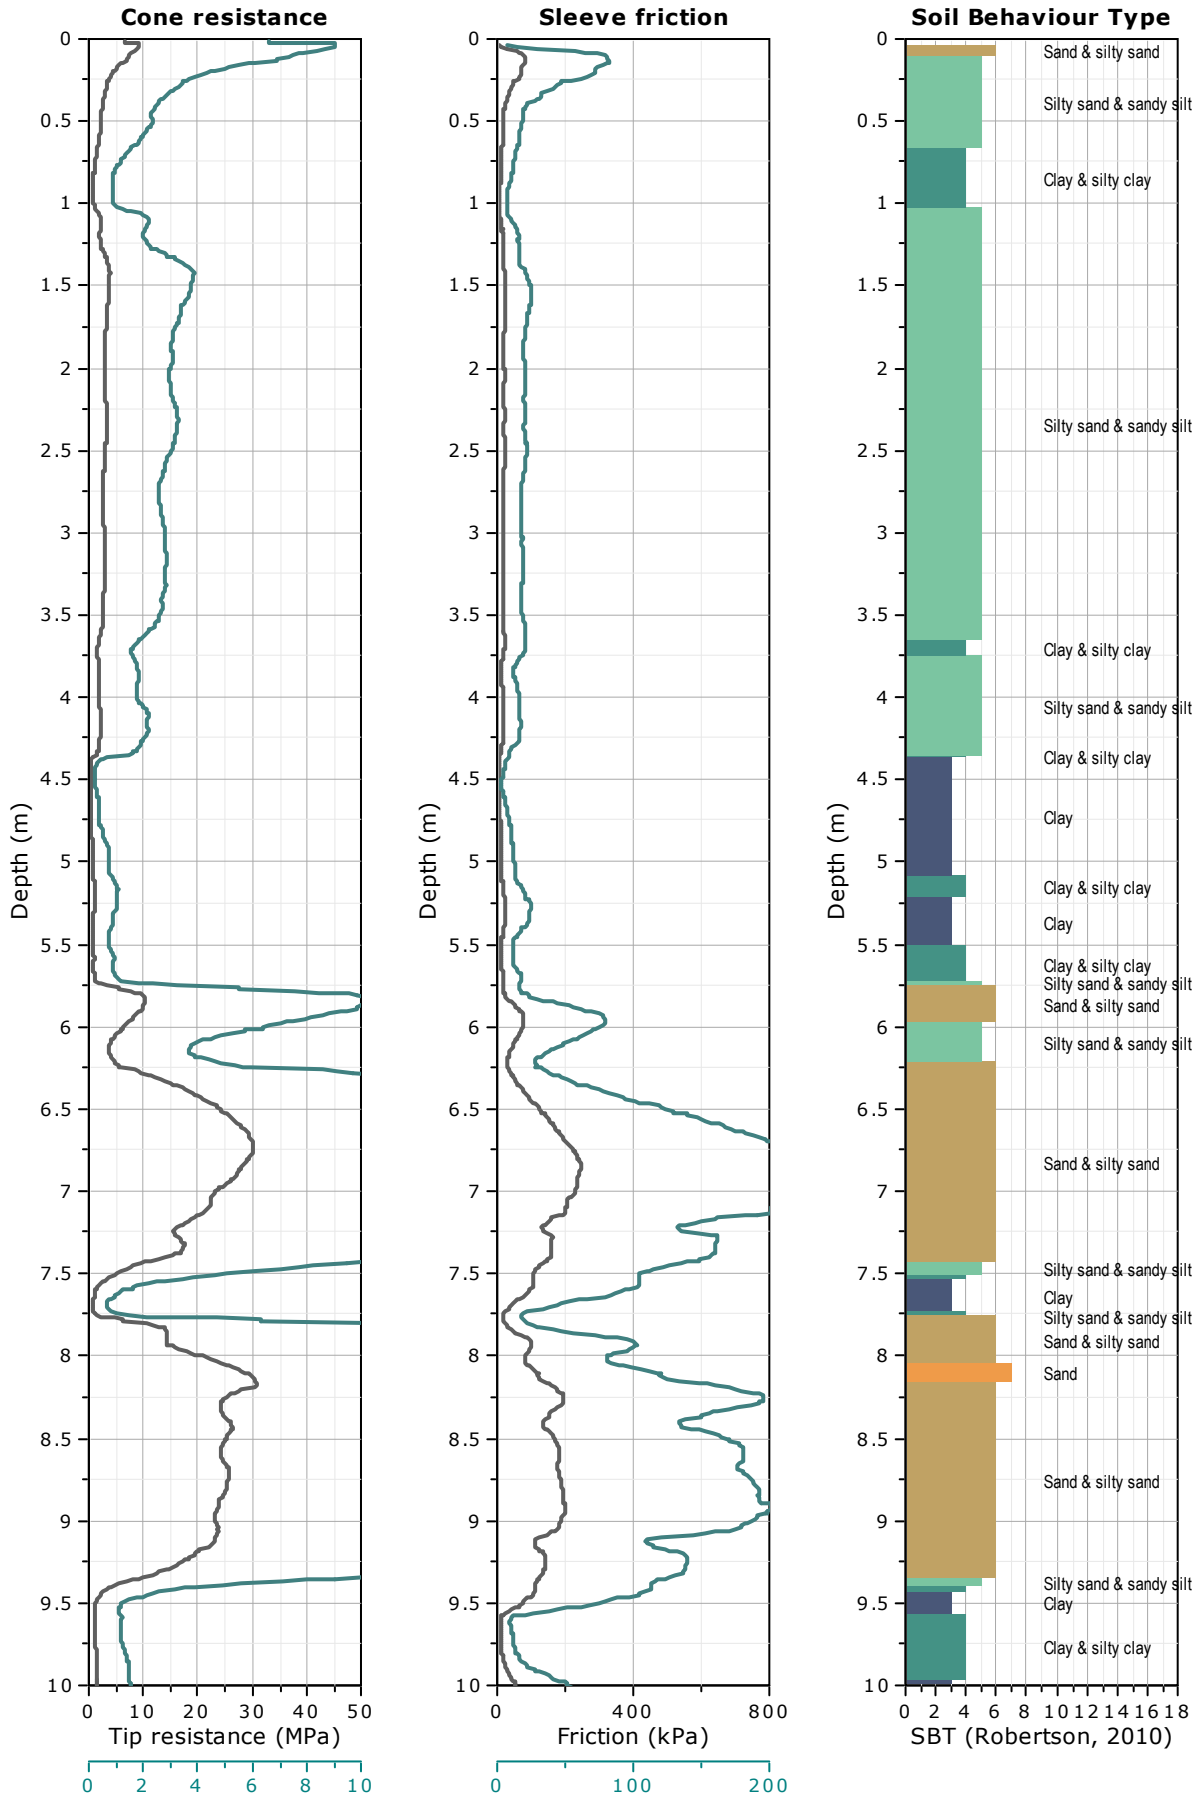 Cone resistance
Sleeve friction
Soil Behaviour Type
0
0.5
1
1.5
2
2.5
3
3.5
4
4.5
5
5.5
6
6.5
7
7.5
8
8.5
9
9.5
10
Depth (m)
0 10 20 30 40 50
Tip resistance (MPa)
0 2 4 6 8 10
0
0.5
1
1.5
2
2.5
3
3.5
4
4.5
5
5.5
6
6.5
7
7.5
8
8.5
9
9.5
10
Depth (m)
0 400 800
Friction (kPa)
0 100 200
0
0.5
1
1.5
2
2.5
3
3.5
4
4.5
5
5.5
6
6.5
7
7.5
8
8.5
9
9.5
10
Depth (m)
Sand & silty sand
Silty sand & sandy silt
Clay & silty clay
Silty sand & sandy silt
Clay & silty clay
Silty sand & sandy silt
Clay & silty clay
Clay
Clay & silty clay
Clay
Clay & silty clay
Silty sand & sandy silt
Sand & silty sand
Silty sand & sandy silt
Sand & silty sand
Silty sand & sandy silt
Clay
Silty sand & sandy silt
Sand & silty sand
Sand
Sand & silty sand
Silty sand & sandy silt
Clay
Clay & silty clay
0 2 4 6 8 10 12 14 16 18
SBT (Robertson, 2010)